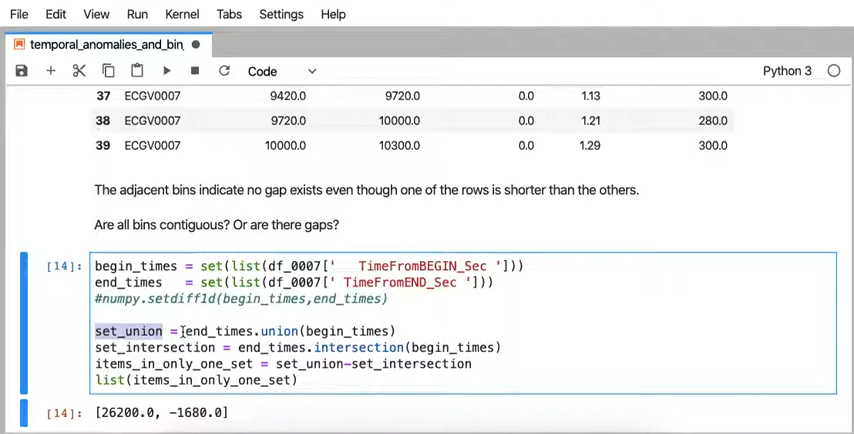 File Edit View Run Kernel Tabs Settings Help
temporal_anomalies_and_bin
Code Python 3
37 ECGV0007 9420.0 9720.0 0.0 1.13 300.0
38 ECGV0007 9720.0 10000.0 0.0 1.21 280.0
39 ECGV0007 10000.0 10300.0 0.0 1.29 300.0
The adjacent bins indicate no gap exists even though one of the rows is shorter than the others.
Are all bins contiguous? Or are there gaps?
[14]: begin_times = set(list(df_0007['   TimeFromBEGIN_Sec ']))
end_times   = set(list(df_0007[' TimeFromEND_Sec ']))
#numpy.setdiff1d(begin_times,end_times)
set_union = end_times.union(begin_times)
set_intersection = end_times.intersection(begin_times)
items_in_only_one_set = set_union-set_intersection
list(items_in_only_one_set)
[14]: [26200.0, -1680.0]